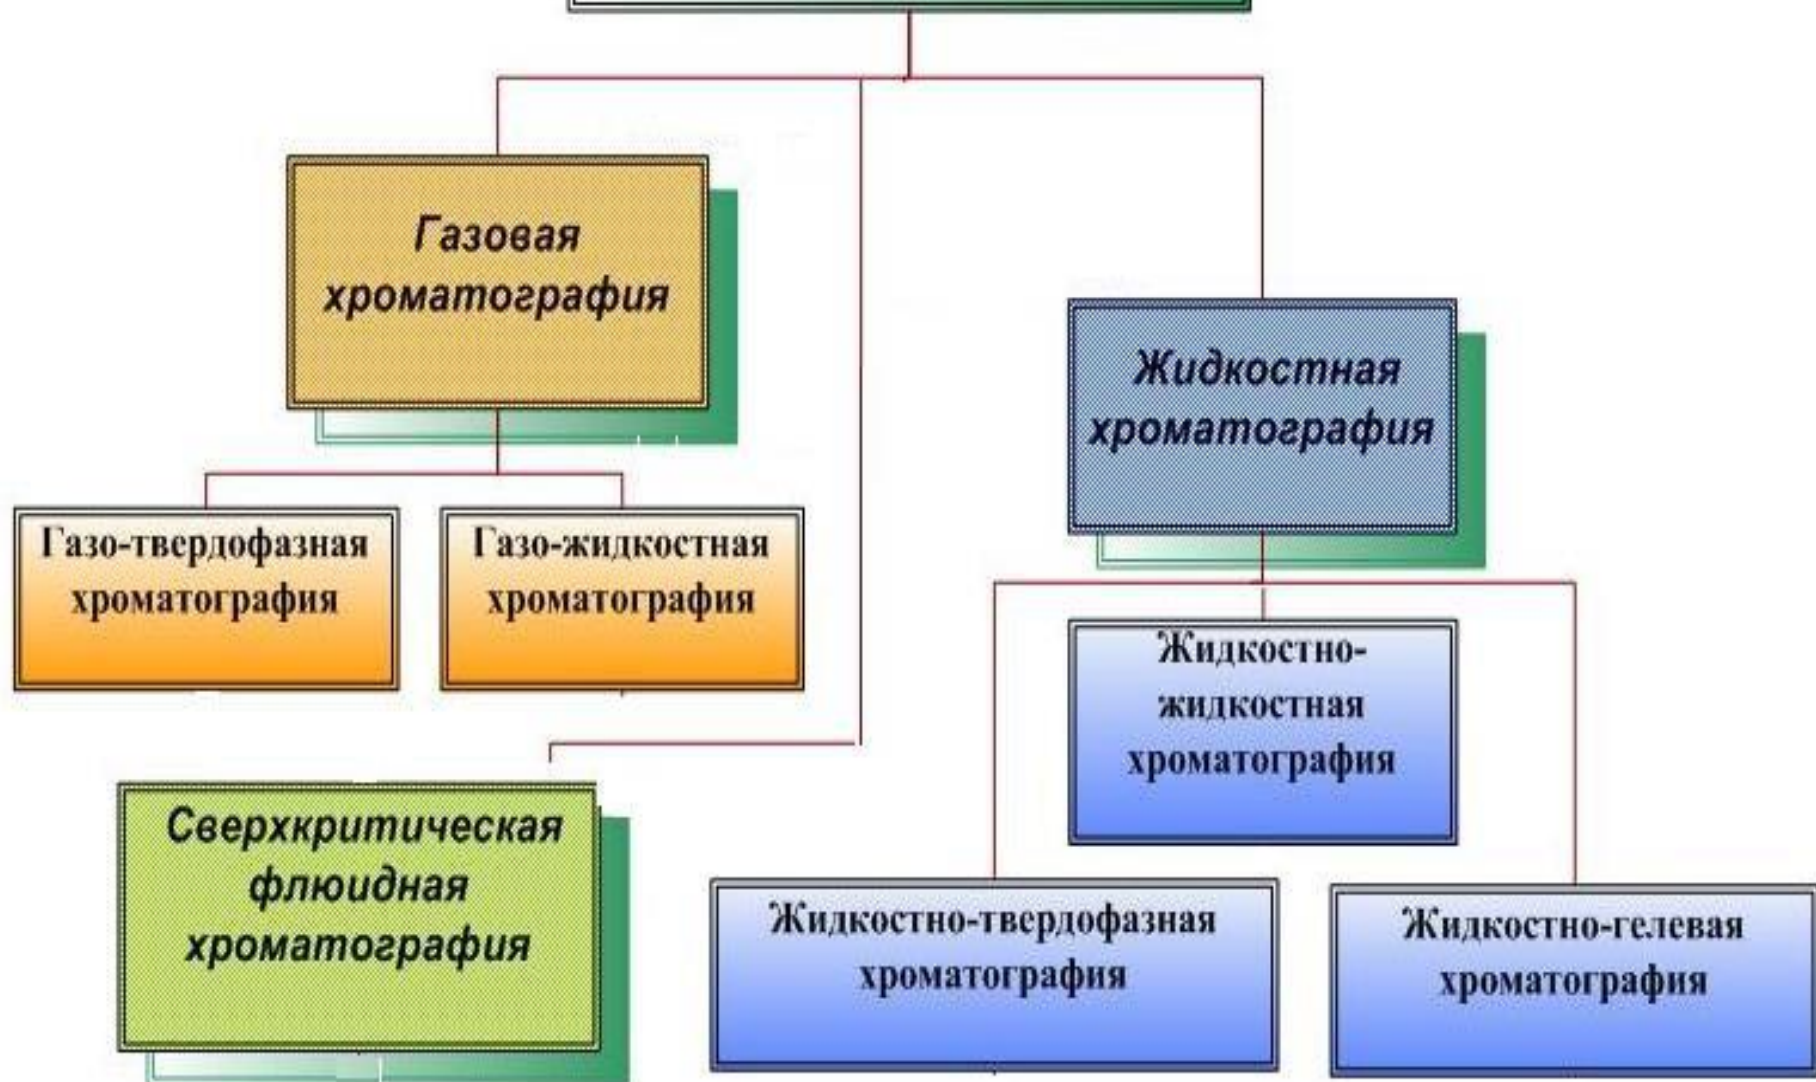 Газовая
хроматография
Жидкостная
хроматография
Газо-твердофазная
хроматография
Газо-жидкостная
хроматография
Жидкостно-
жидкостная
хроматография
Сверхкритическая
флюидная
хроматография
Жидкостно-твердофазная
хроматография
Жидкостно-гелевая
хроматография